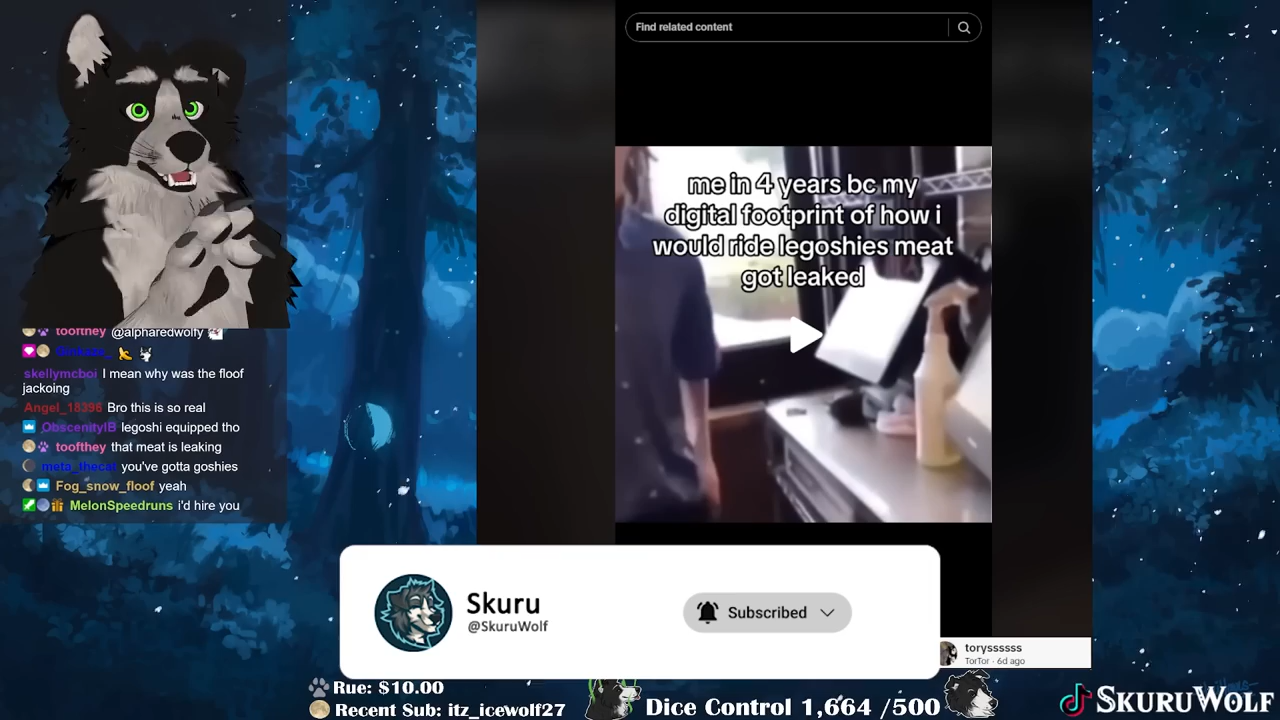 Find related content
me in 4 years bc my
digital footprint of how i
would ride legoshies meat
got leaked
toofthey @alpharedwolfy
skellymcboi I mean why was the floof
jackoing
Angel_18396 Bro this is so real
ObscenityIB legoshi equipped tho
toofthey that meat is leaking
meta_thecat you've gotta goshies
Fog_snow_floof yeah
MelonSpeedruns i'd hire you
Skuru
@SkuruWolf
Subscribed
toryssssss
TorTor · 6d ago
Rue: $10.00
Recent Sub: itz_icewolf27
Dice Control 1,664 /500
SkuruWolf